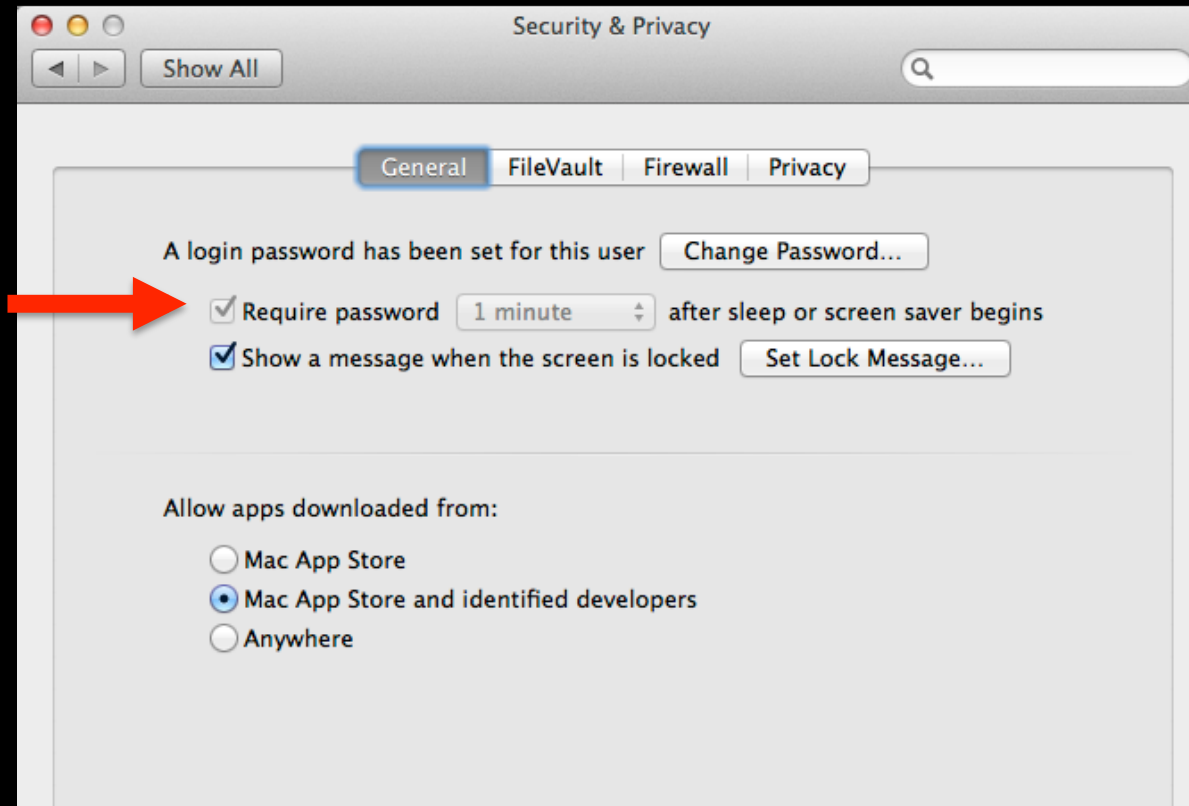 Security & Privacy
Show All
General FileVault Firewall Privacy
A login password has been set for this user Change Password...
Require password 1 minute after sleep or screen saver begins
Show a message when the screen is locked Set Lock Message...
Allow apps downloaded from:
Mac App Store
Mac App Store and identified developers
Anywhere